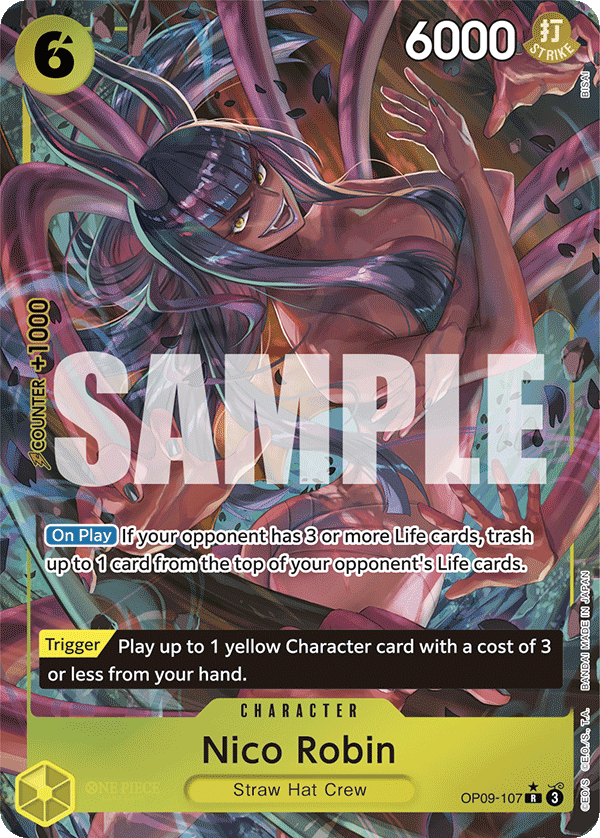 6
6000
打
STRIKE
BISAI
COUNTER +1000
SAMPLE
On Play If your opponent has 3 or more Life cards, trash
up to 1 card from the top of your opponent's Life cards.
Trigger Play up to 1 yellow Character card with a cost of 3
or less from your hand.
CHARACTER
Nico Robin
Straw Hat Crew
ONE PIECE
OP09-107 ★ R 3
©EO/S ©E.O./S., T.A. BANDAI MADE IN JAPAN